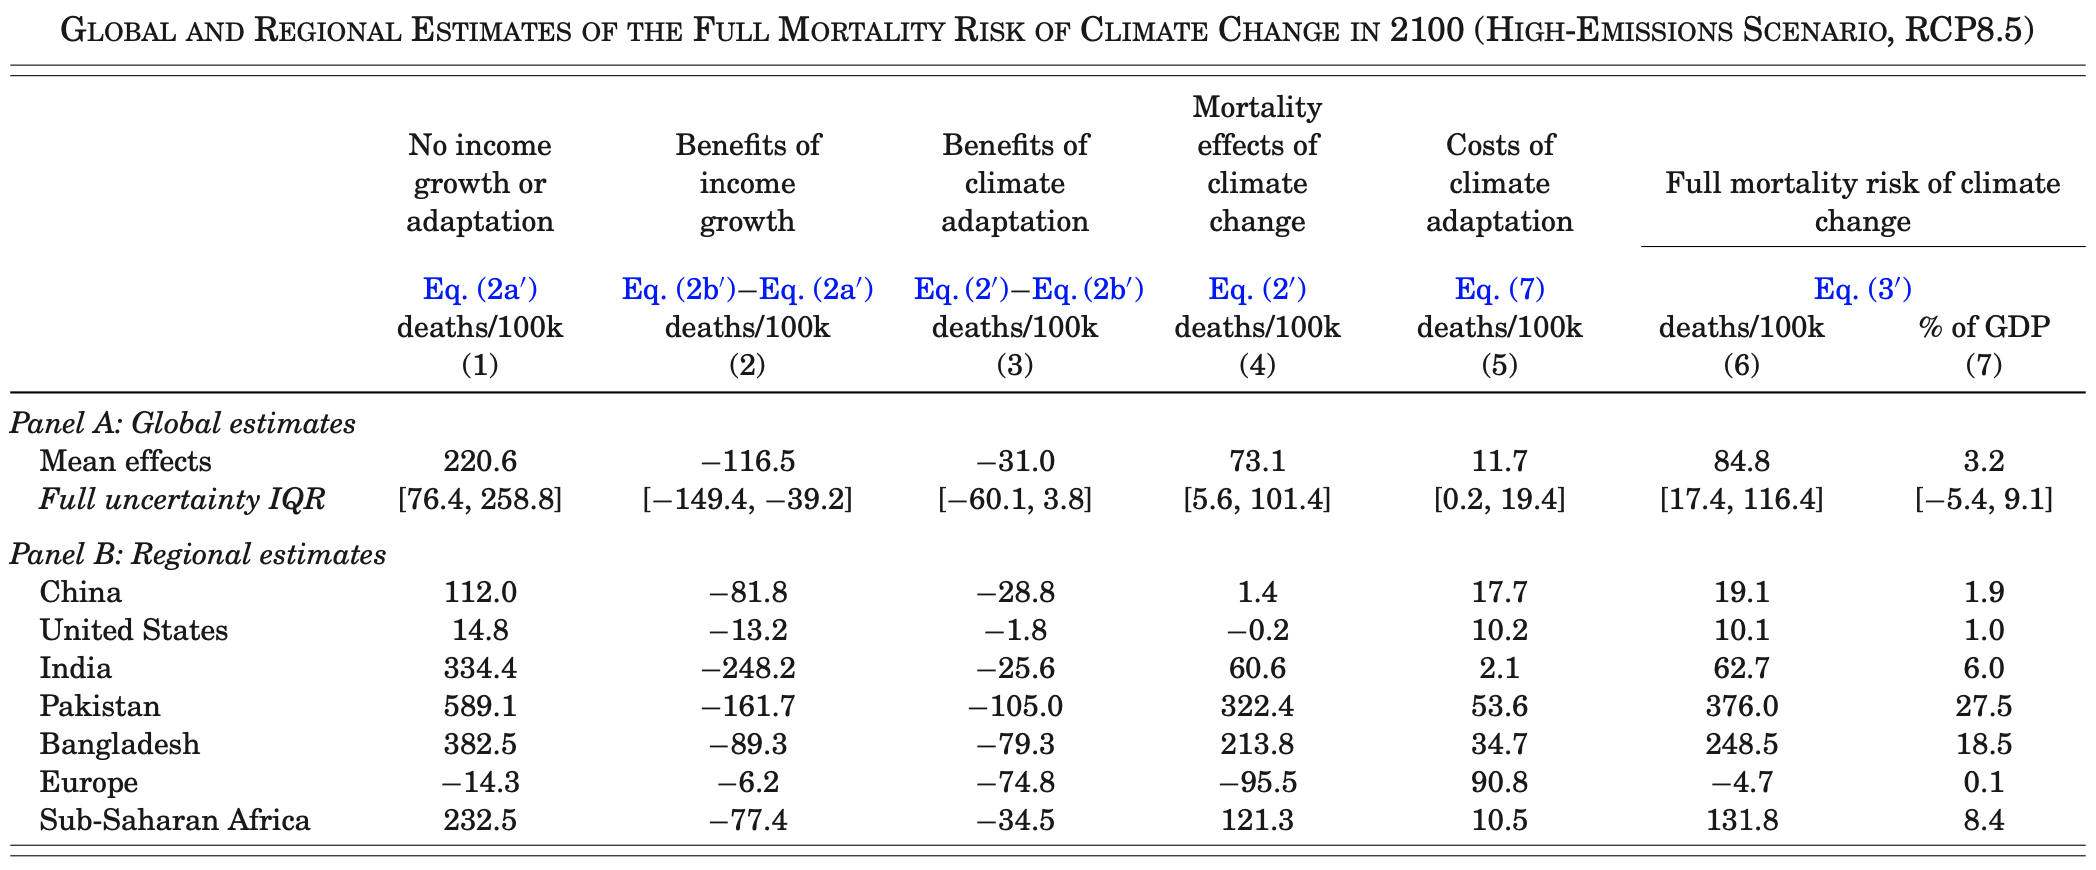 GLOBAL AND REGIONAL ESTIMATES OF THE FULL MORTALITY RISK OF CLIMATE CHANGE IN 2100 (HIGH-EMISSIONS SCENARIO, RCP8.5)
Mortality
No income Benefits of Benefits of effects of Costs of
growth or income climate climate climate Full mortality risk of climate
adaptation growth adaptation change adaptation change
Eq. (2a′) Eq. (2b′)−Eq. (2a′) Eq. (2′)−Eq. (2b′) Eq. (2′) Eq. (7) Eq. (3′)
deaths/100k deaths/100k deaths/100k deaths/100k deaths/100k deaths/100k % of GDP
(1) (2) (3) (4) (5) (6) (7)
Panel A: Global estimates
Mean effects 220.6 −116.5 −31.0 73.1 11.7 84.8 3.2
Full uncertainty IQR [76.4, 258.8] [−149.4, −39.2] [−60.1, 3.8] [5.6, 101.4] [0.2, 19.4] [17.4, 116.4] [−5.4, 9.1]
Panel B: Regional estimates
China 112.0 −81.8 −28.8 1.4 17.7 19.1 1.9
United States 14.8 −13.2 −1.8 −0.2 10.2 10.1 1.0
India 334.4 −248.2 −25.6 60.6 2.1 62.7 6.0
Pakistan 589.1 −161.7 −105.0 322.4 53.6 376.0 27.5
Bangladesh 382.5 −89.3 −79.3 213.8 34.7 248.5 18.5
Europe −14.3 −6.2 −74.8 −95.5 90.8 −4.7 0.1
Sub-Saharan Africa 232.5 −77.4 −34.5 121.3 10.5 131.8 8.4